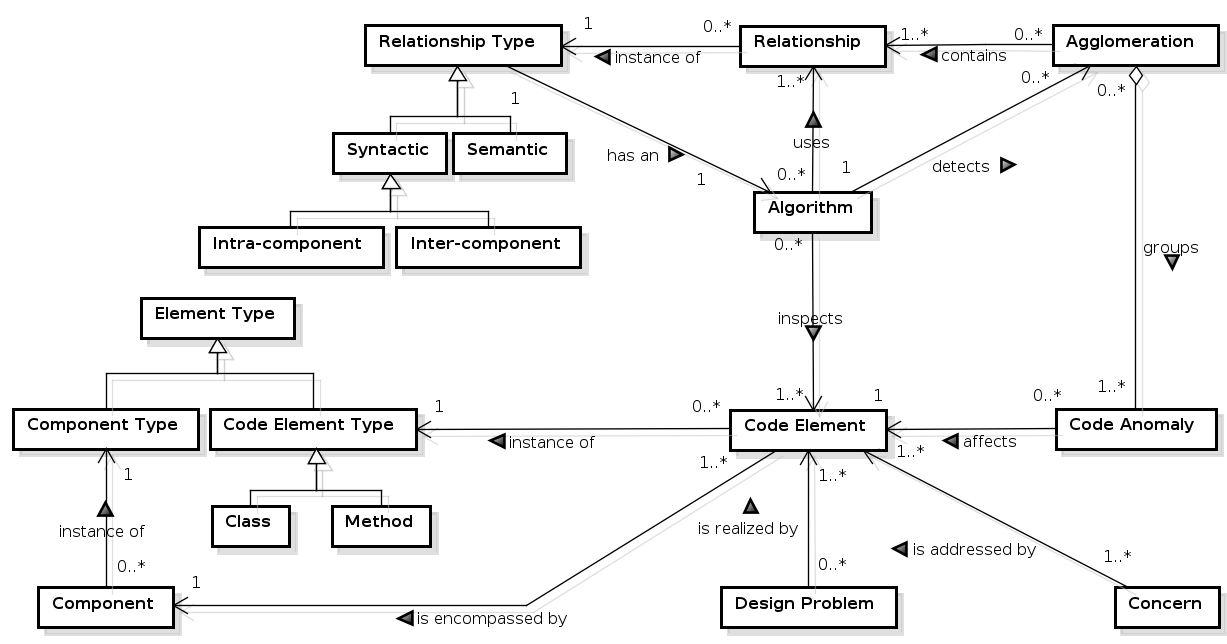 1
0..*
1..*
0..*
Relationship Type
Relationship
Agglomeration
instance of
contains
1..*
0..*
0..*
1
Syntactic
Semantic
uses
has an
detects
1
0..*
1
Algorithm
Intra-component
Inter-component
0..*
groups
Element Type
inspects
1..*
1..*
1
0..*
1
0..*
Component Type
Code Element Type
Code Element
Code Anomaly
instance of
affects
1..*
1..*
1..*
1
Class
Method
is realized by
instance of
is addressed by
0..*
0..*
1..*
1
Component
Design Problem
Concern
is encompassed by